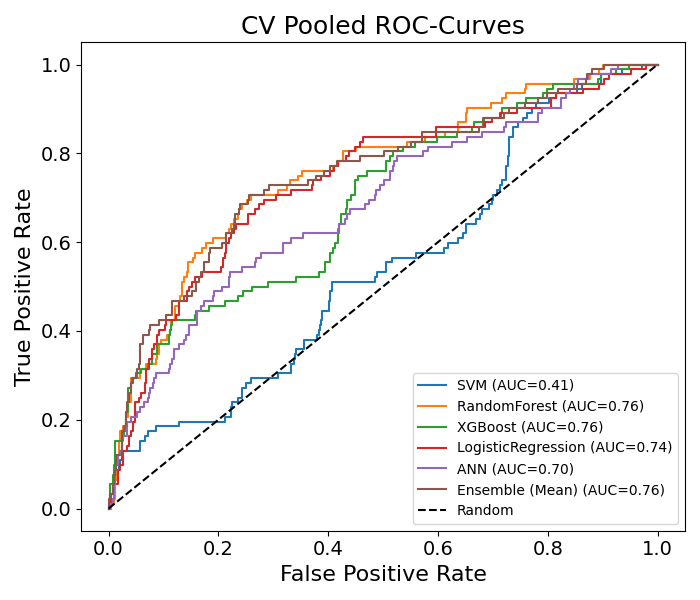 CV Pooled ROC-Curves
True Positive Rate
1.0
0.8
0.6
0.4
0.2
0.0
SVM (AUC=0.41)
RandomForest (AUC=0.76)
XGBoost (AUC=0.76)
LogisticRegression (AUC=0.74)
ANN (AUC=0.70)
Ensemble (Mean) (AUC=0.76)
Random
0.0 0.2 0.4 0.6 0.8 1.0
False Positive Rate